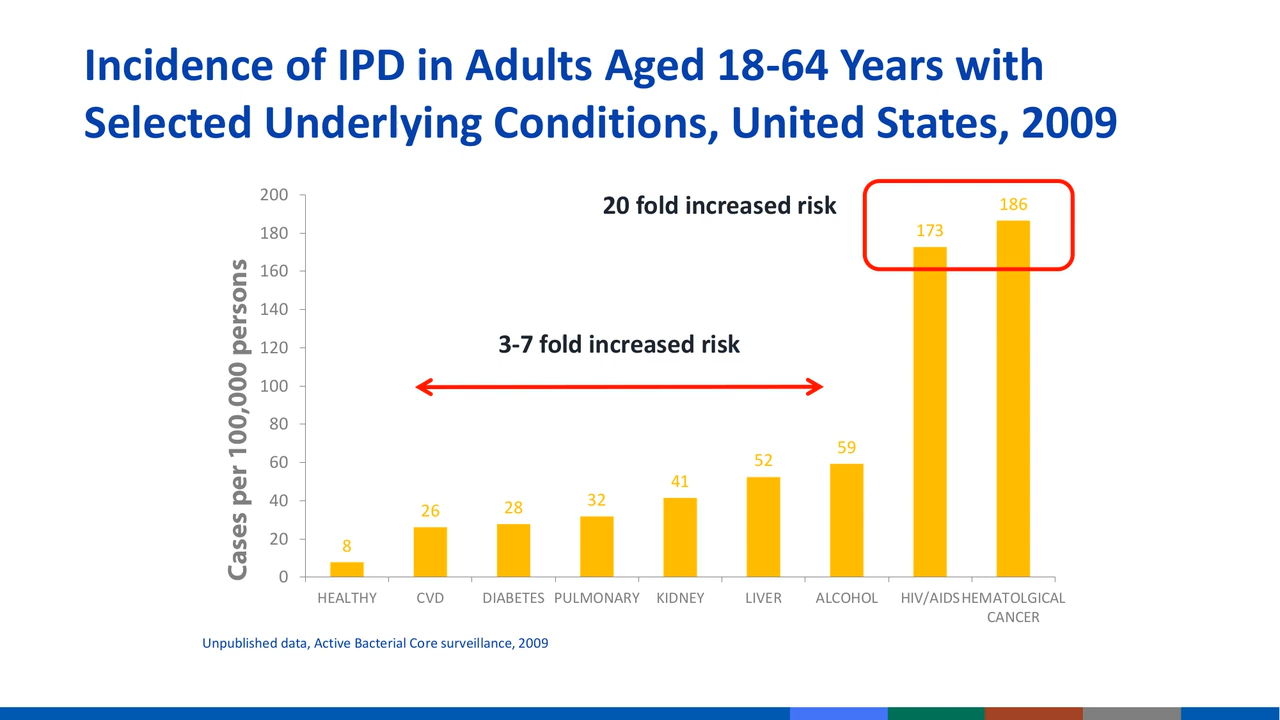 Incidence of IPD in Adults Aged 18-64 Years with
Selected Underlying Conditions, United States, 2009
20 fold increased risk
3-7 fold increased risk
Cases per 100,000 persons
200
180
160
140
120
100
80
60
40
20
0
8
26
28
32
41
52
59
173
186
HEALTHY
CVD
DIABETES
PULMONARY
KIDNEY
LIVER
ALCOHOL
HIV/AIDS
HEMATOLGICAL
CANCER
Unpublished data, Active Bacterial Core surveillance, 2009